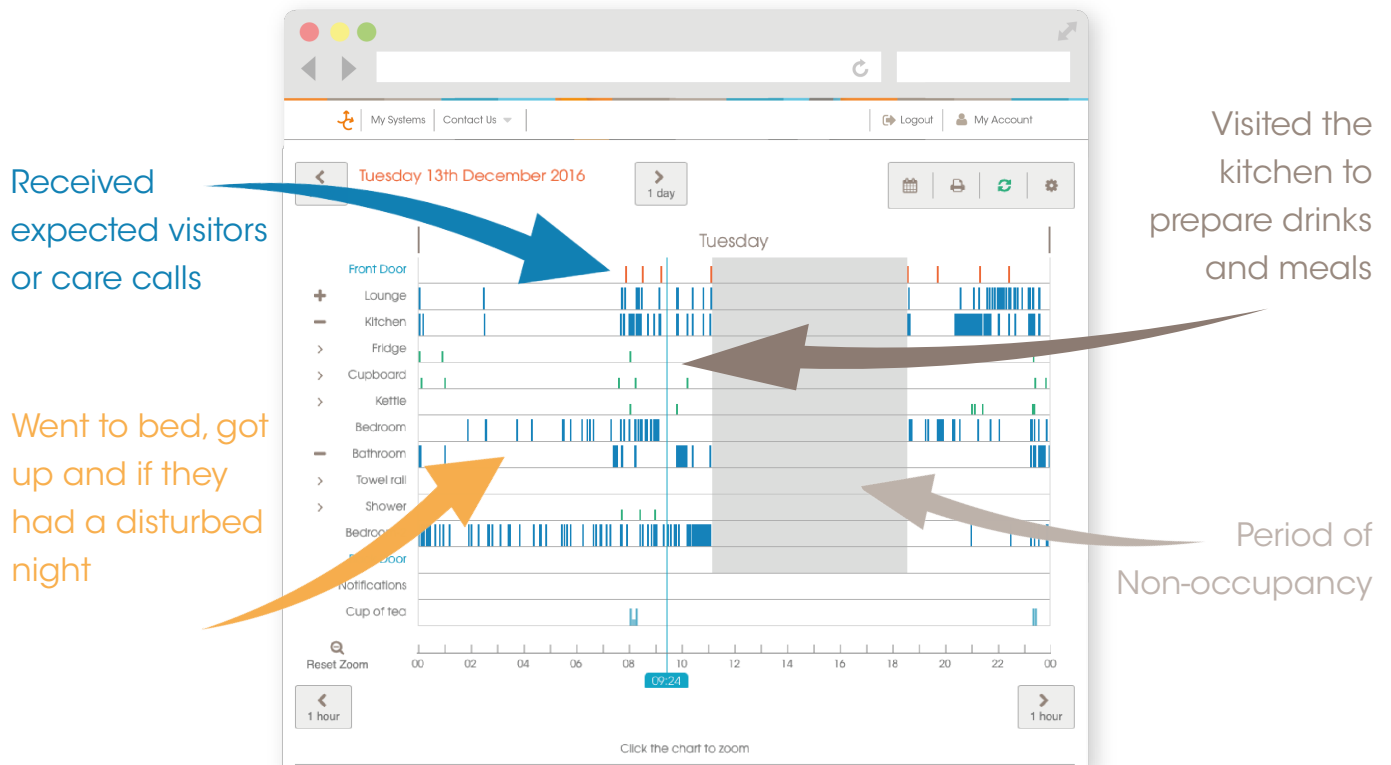 My Systems
Contact Us
Logout
My Account
Received
expected visitors
or care calls
Visited the
kitchen to
prepare drinks
and meals
Tuesday 13th December 2016
1 day
Tuesday
Front Door
Lounge
Kitchen
Fridge
Cupboard
Kettle
Bedroom
Bathroom
Towel rail
Shower
Door
Notifications
Cup of tea
Went to bed, got
up and if they
had a disturbed
night
Period of
Non-occupancy
Reset Zoom
00 02 04 06 08 10 12 14 16 18 20 22 00
09:24
1 hour
1 hour
Click the chart to zoom